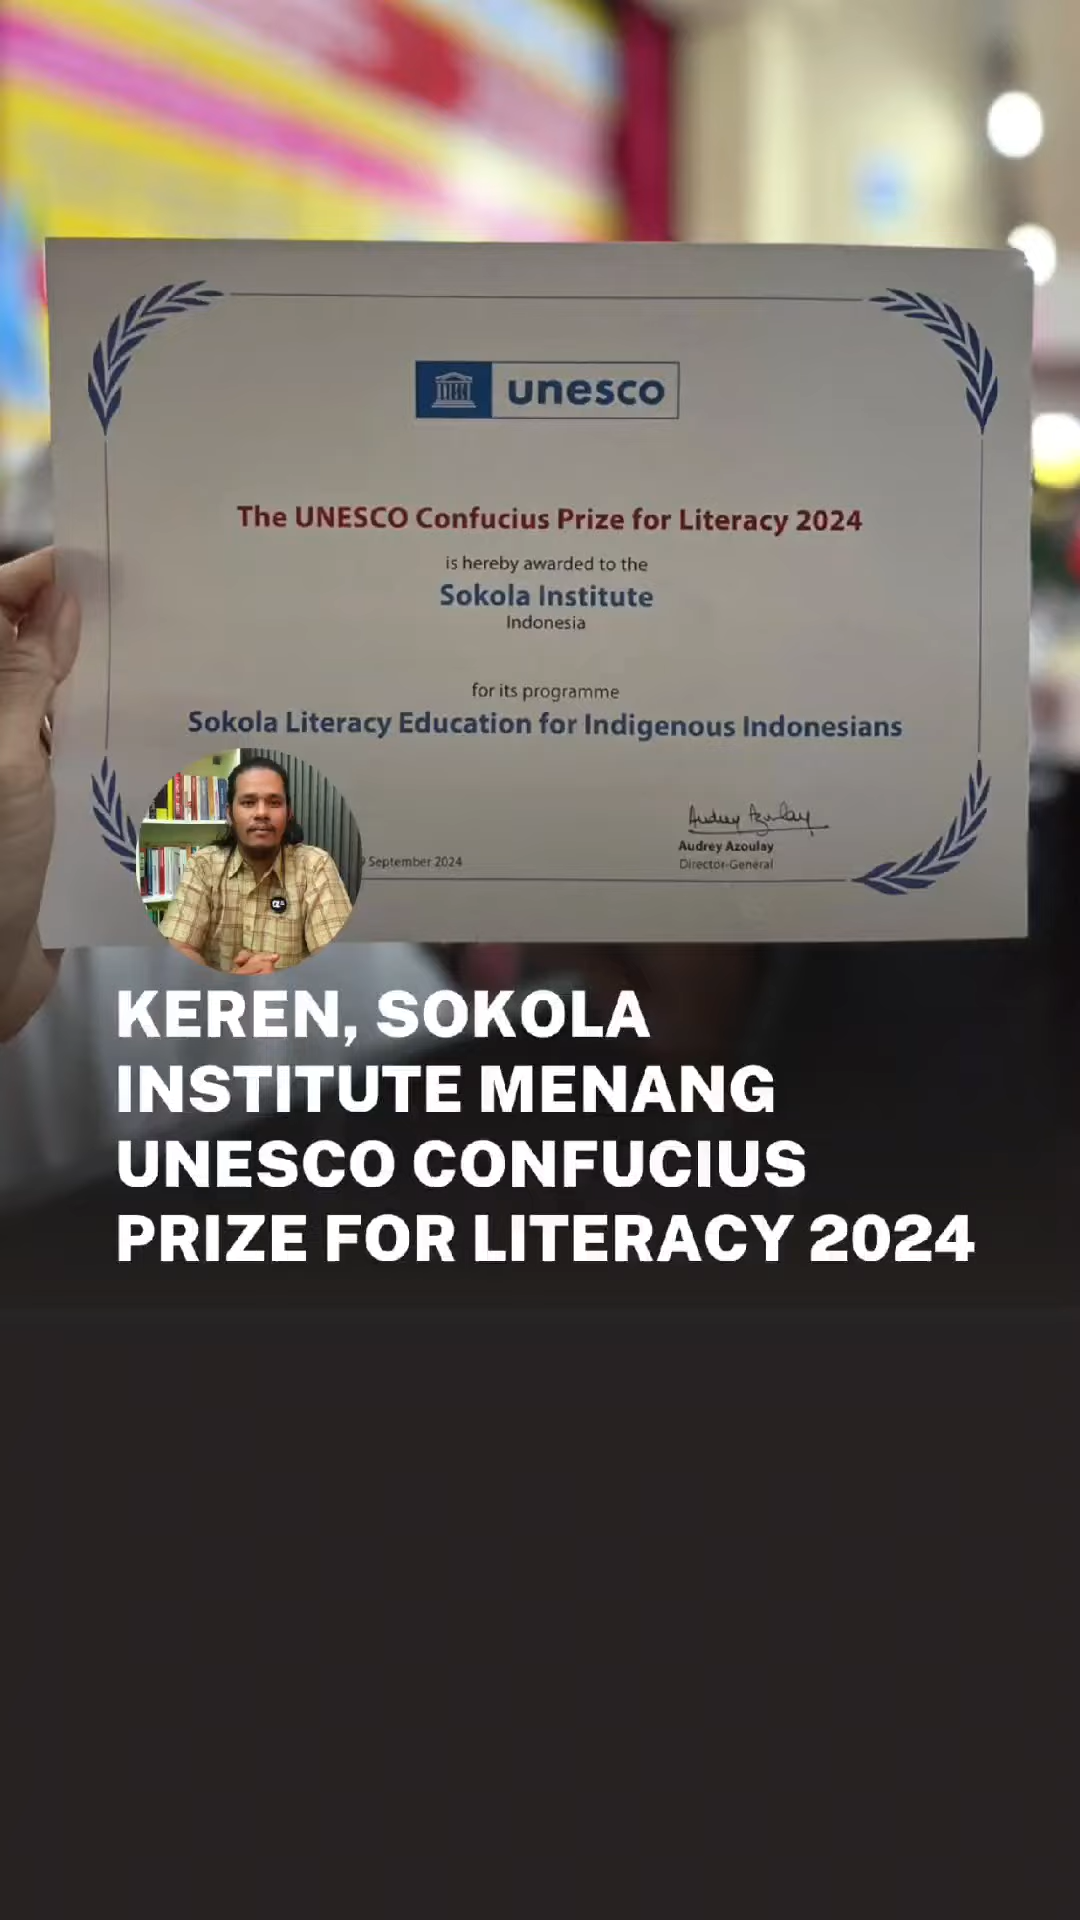 unesco
The UNESCO Confucius Prize for Literacy 2024
is hereby awarded to the
Sokola Institute
Indonesia
for its programme
Sokola Literacy Education for Indigenous Indonesians
September 2024
Audrey Azoulay
Audrey Azoulay
Director-General
KEREN, SOKOLA
INSTITUTE MENANG
UNESCO CONFUCIUS
PRIZE FOR LITERACY 2024